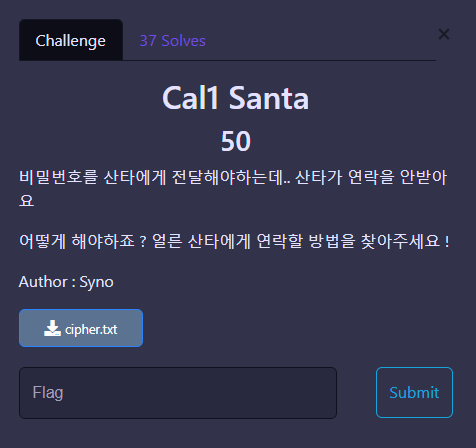 Challenge
37 Solves
×
Cal1 Santa
50
비밀번호를 산타에게 전달해야하는데.. 산타가 연락을 안받아
요
어떻게 해야하죠 ? 얼른 산타에게 연락할 방법을 찾아주세요 !
Author : Syno
cipher.txt
Flag
Submit